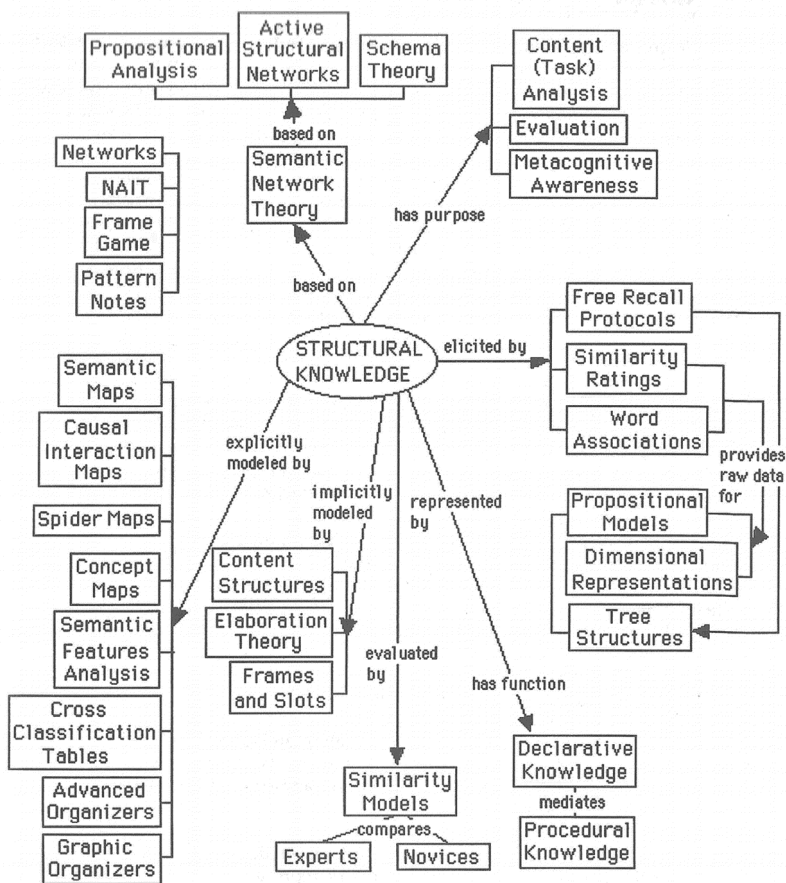 Propositional
Analysis
Active
Structural
Networks
Schema
Theory
Content
(Task)
Analysis
Evaluation
Metacognitive
Awareness
based on
Semantic
Network
Theory
has purpose
based on
Networks
NAIT
Frame
Game
Pattern
Notes
STRUCTURAL
KNOWLEDGE
elicited by
Free Recall
Protocols
Similarity
Ratings
Word
Associations
provides
raw data
for
Propositional
Models
Dimensional
Representations
Tree
Structures
explicitly
modeled by
Semantic
Maps
Causal
Interaction
Maps
Spider Maps
Concept
Maps
Semantic
Features
Analysis
Cross
Classification
Tables
Advanced
Organizers
Graphic
Organizers
implicitly
modeled
by
Content
Structures
Elaboration
Theory
Frames
and Slots
represented
by
evaluated
by
Similarity
Models
compares
Experts
Novices
has function
Declarative
Knowledge
mediates
Procedural
Knowledge